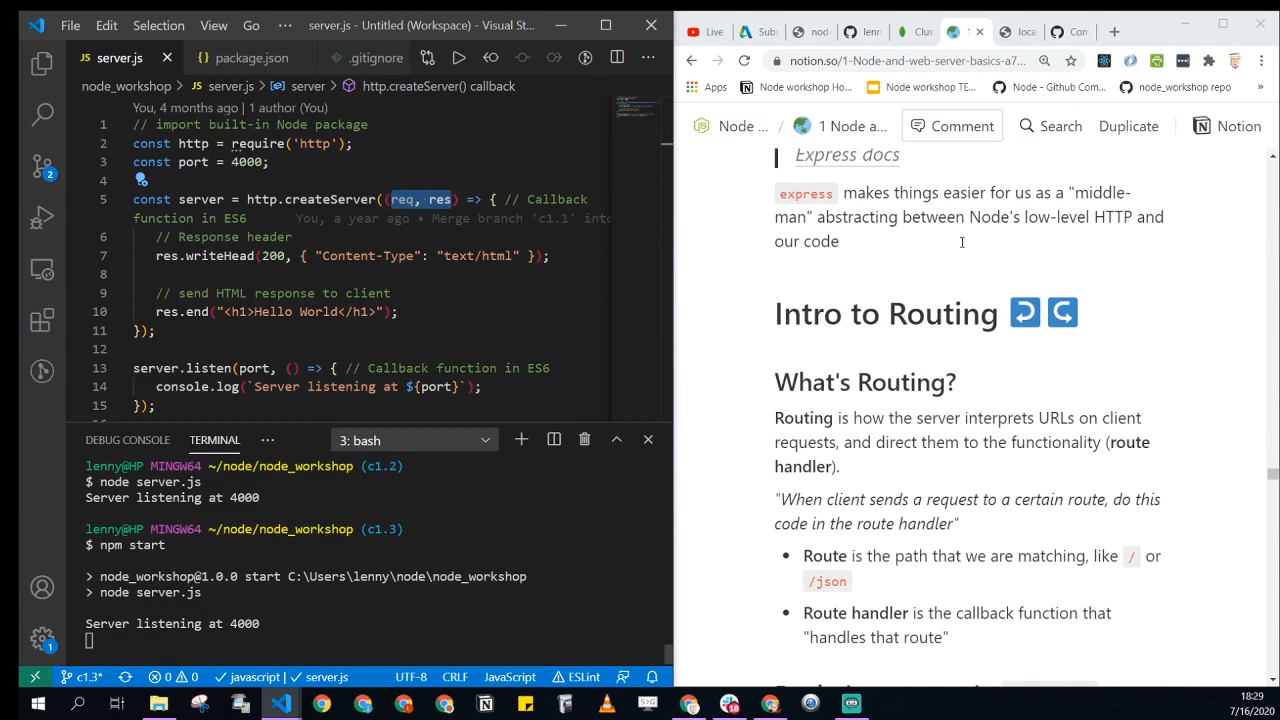 File Edit Selection View Go ··· server.js - Untitled (Workspace) - Visual St...
server.js × {} package.json .gitignore ···
node_workshop > server.js > server > http.createServer() callback
You, 4 months ago | 1 author (You)
1 // import built-in Node package
2 const http = require('http');
3 const port = 4000;
4
5 const server = http.createServer((req, res) => { // Callback
function in ES6 You, a year ago • Merge branch 'c1.1' into
6 // Response header
7 res.writeHead(200, { "Content-Type": "text/html" });
8
9 // send HTML response to client
10 res.end("<h1>Hello World</h1>");
11 });
12
13 server.listen(port, () => { // Callback function in ES6
14 console.log(`Server listening at ${port}`);
15 });
DEBUG CONSOLE TERMINAL ··· 3: bash
lenny@HP MINGW64 ~/node/node_workshop (c1.2)
$ node server.js
Server listening at 4000
lenny@HP MINGW64 ~/node/node_workshop (c1.3)
$ npm start
> node_workshop@1.0.0 start C:\Users\lenny\node\node_workshop
> node server.js
Server listening at 4000
2
1
c1.3* 0 0 javascript | server.js UTF-8 CRLF JavaScript ESLint
Live Subs node lenn Clus 1 loca Con
notion.so/1-Node-and-web-server-basics-a7...
Apps Node workshop Ho... Node workshop TE... Node - Github Com... node_workshop repo »
Node ... / 1 Node a... Comment Search Duplicate Notion
Express docs
express makes things easier for us as a "middle-
man" abstracting between Node's low-level HTTP and
our code
Intro to Routing
What's Routing?
Routing is how the server interprets URLs on client
requests, and direct them to the functionality (route
handler).
"When client sends a request to a certain route, do this
code in the route handler"
• Route is the path that we are matching, like / or
/json
• Route handler is the callback function that
"handles that route"
18:29
7/16/2020